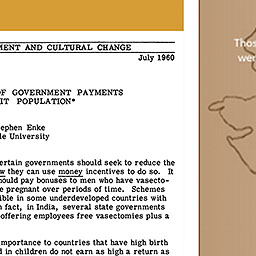 MENT AND CULTURAL CHANGE
July 1960
OF GOVERNMENT PAYMENTS
IT POPULATION*
ephen Enke
le University
ertain governments should seek to reduce the
w they can use money incentives to do so. It
ould pay bonuses to men who have vasecto-
e pregnant over periods of time. Schemes
ible in some underdeveloped countries with
n fact, in India, several state governments
offering employees free vasectomies plus a
mportance to countries that have high birth
d in children do not earn as high a return as
Thos
wer